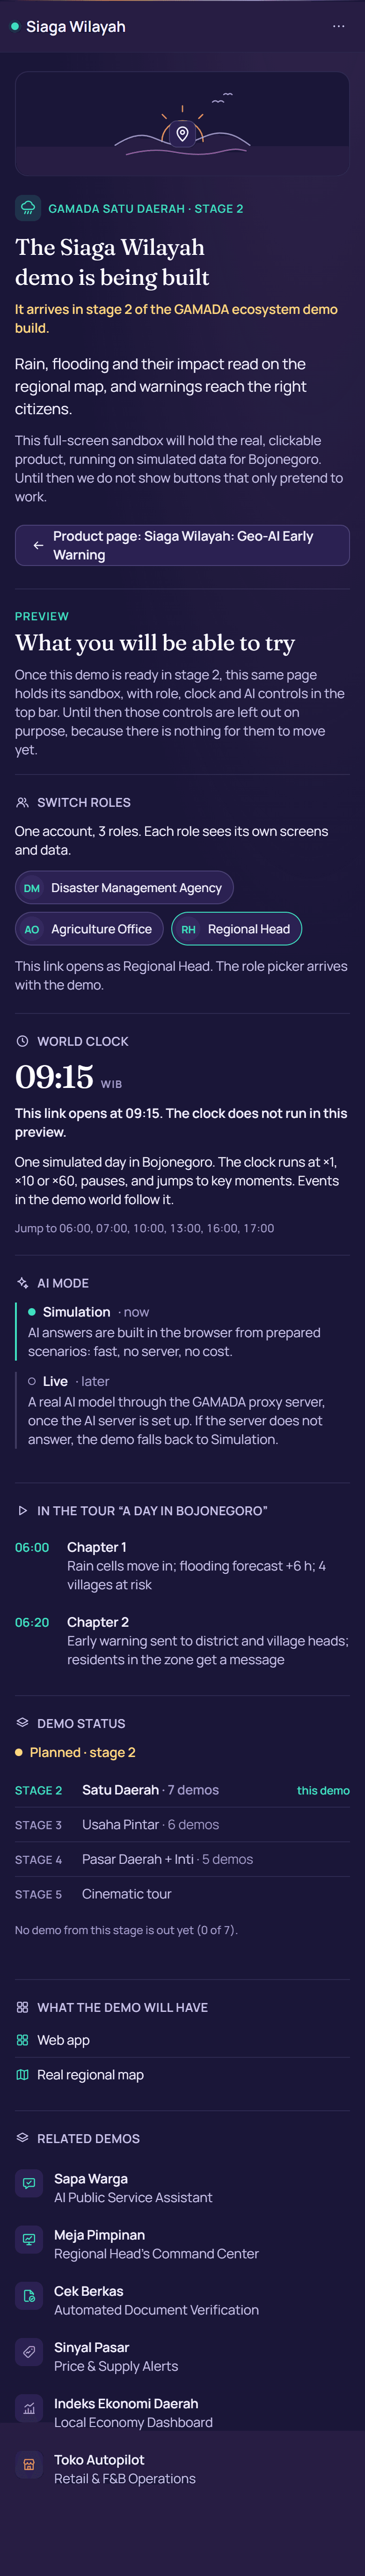 Siaga Wilayah
GAMADA SATU DAERAH · STAGE 2
The Siaga Wilayah
demo is being built
It arrives in stage 2 of the GAMADA ecosystem demo
build.
Rain, flooding and their impact read on the
regional map, and warnings reach the right
citizens.
This full-screen sandbox will hold the real, clickable
product, running on simulated data for Bojonegoro.
Until then we do not show buttons that only pretend to
work.
← Product page: Siaga Wilayah: Geo-AI Early
Warning
PREVIEW
What you will be able to try
Once this demo is ready in stage 2, this same page
holds its sandbox, with role, clock and AI controls in the
top bar. Until then those controls are left out on
purpose, because there is nothing for them to move
yet.
SWITCH ROLES
One account, 3 roles. Each role sees its own screens
and data.
DM Disaster Management Agency
AO Agriculture Office
RH Regional Head
This link opens as Regional Head. The role picker arrives
with the demo.
WORLD CLOCK
09:15 WIB
This link opens at 09:15. The clock does not run in this
preview.
One simulated day in Bojonegoro. The clock runs at ×1,
×10 or ×60, pauses, and jumps to key moments. Events
in the demo world follow it.
Jump to 06:00, 07:00, 10:00, 13:00, 16:00, 17:00
AI MODE
Simulation · now
AI answers are built in the browser from prepared
scenarios: fast, no server, no cost.
Live · later
A real AI model through the GAMADA proxy server,
once the AI server is set up. If the server does not
answer, the demo falls back to Simulation.
IN THE TOUR “A DAY IN BOJONEGORO”
06:00 Chapter 1
Rain cells move in; flooding forecast +6 h; 4
villages at risk
06:20 Chapter 2
Early warning sent to district and village heads;
residents in the zone get a message
DEMO STATUS
Planned · stage 2
STAGE 2 Satu Daerah · 7 demos this demo
STAGE 3 Usaha Pintar · 6 demos
STAGE 4 Pasar Daerah + Inti · 5 demos
STAGE 5 Cinematic tour
No demo from this stage is out yet (0 of 7).
WHAT THE DEMO WILL HAVE
Web app
Real regional map
RELATED DEMOS
Sapa Warga
AI Public Service Assistant
Meja Pimpinan
Regional Head’s Command Center
Cek Berkas
Automated Document Verification
Sinyal Pasar
Price & Supply Alerts
Indeks Ekonomi Daerah
Local Economy Dashboard
Toko Autopilot
Retail & F&B Operations